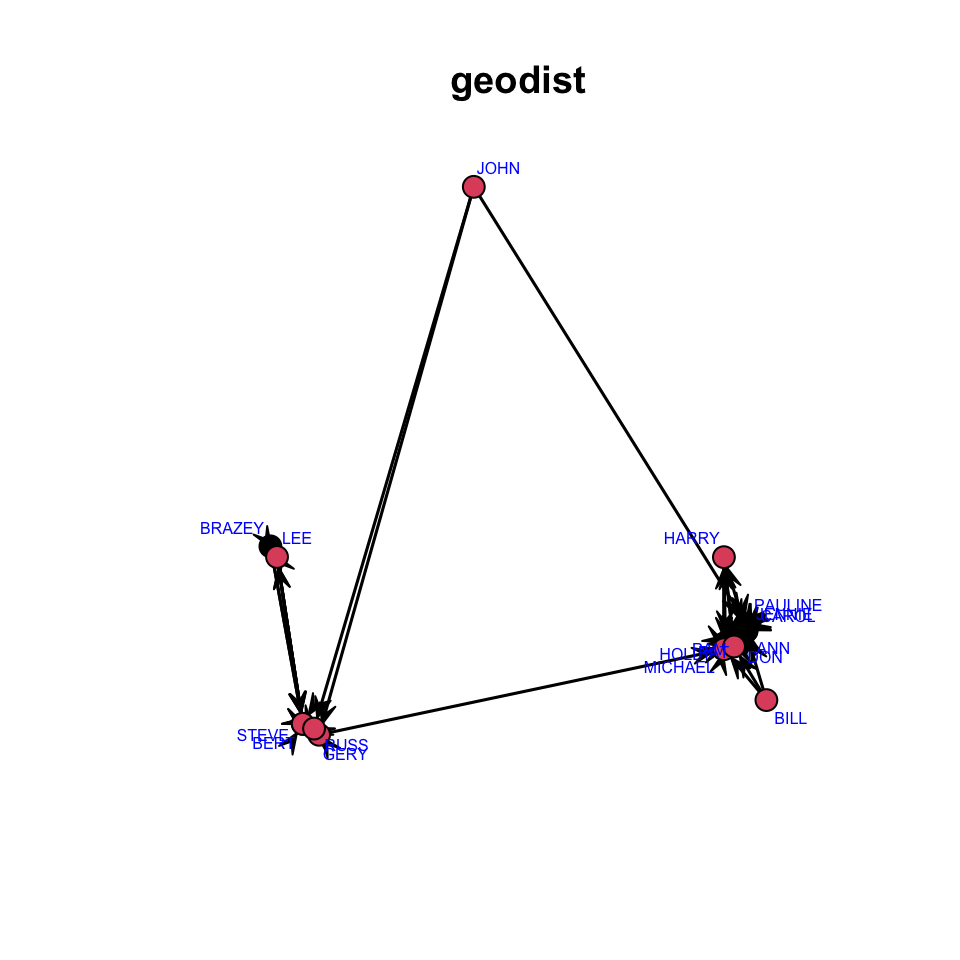 geodist
JOHN
BRAZEY
LEE
HARRY
PAULINE
CAROL
ANN
HOLLY
DON
MICHAEL
BILL
STEVE
BERT
RUSS
GERY